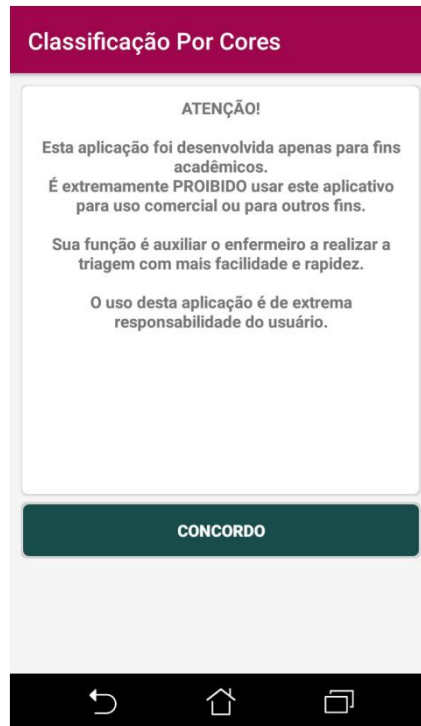 Classificação Por Cores
ATENÇÃO!
Esta aplicação foi desenvolvida apenas para fins
acadêmicos.
É extremamente PROIBIDO usar este aplicativo
para uso comercial ou para outros fins.
Sua função é auxiliar o enfermeiro a realizar a
triagem com mais facilidade e rapidez.
O uso desta aplicação é de extrema
responsabilidade do usuário.
CONCORDO